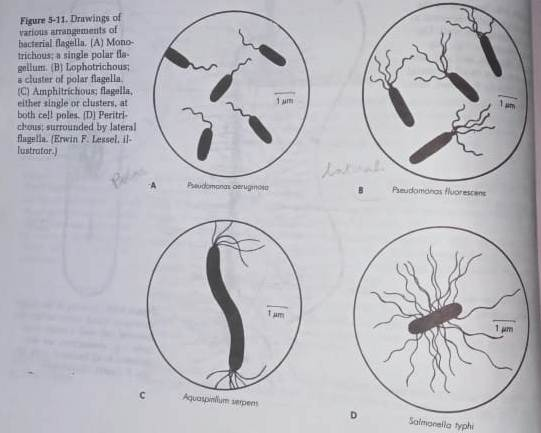 Figure 5-11. Drawings of
various arrangements of
bacterial flagella. (A) Mono-
trichous; a single polar fla-
gellum. (B) Lophotrichous;
a cluster of polar flagella.
(C) Amphitrichous; flagella,
either single or clusters, at
both cell poles. (D) Peritri-
chous; surrounded by lateral
flagella. (Erwin F. Lessel, il-
lustrator.)
1 μm
1 μm
A Pseudomonas aeruginosa
B Pseudomonas fluorescens
1 μm
1 μm
C Aquaspirillum serpens
D Salmonella typhi